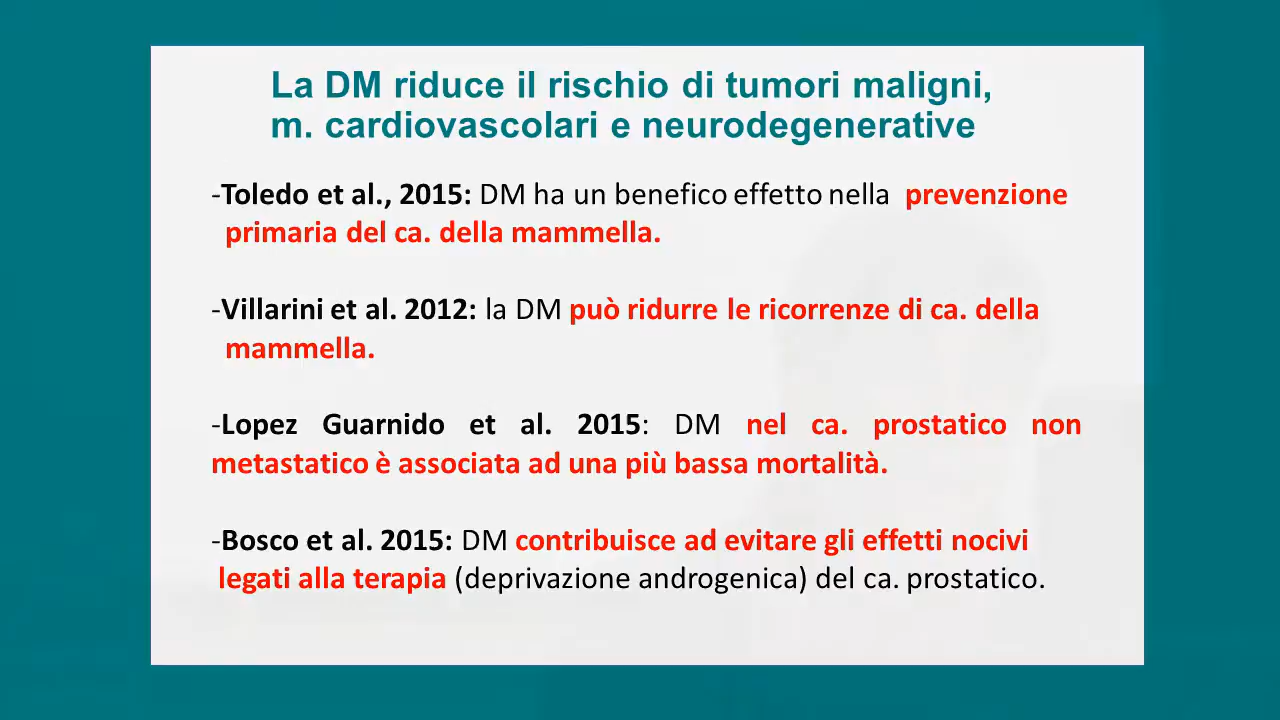 La DM riduce il rischio di tumori maligni,
m. cardiovascolari e neurodegenerative
-Toledo et al., 2015: DM ha un benefico effetto nella prevenzione
primaria del ca. della mammella.
-Villarini et al. 2012: la DM può ridurre le ricorrenze di ca. della
mammella.
-Lopez Guarnido et al. 2015: DM nel ca. prostatico non
metastatico è associata ad una più bassa mortalità.
-Bosco et al. 2015: DM contribuisce ad evitare gli effetti nocivi
legati alla terapia (deprivazione androgenica) del ca. prostatico.